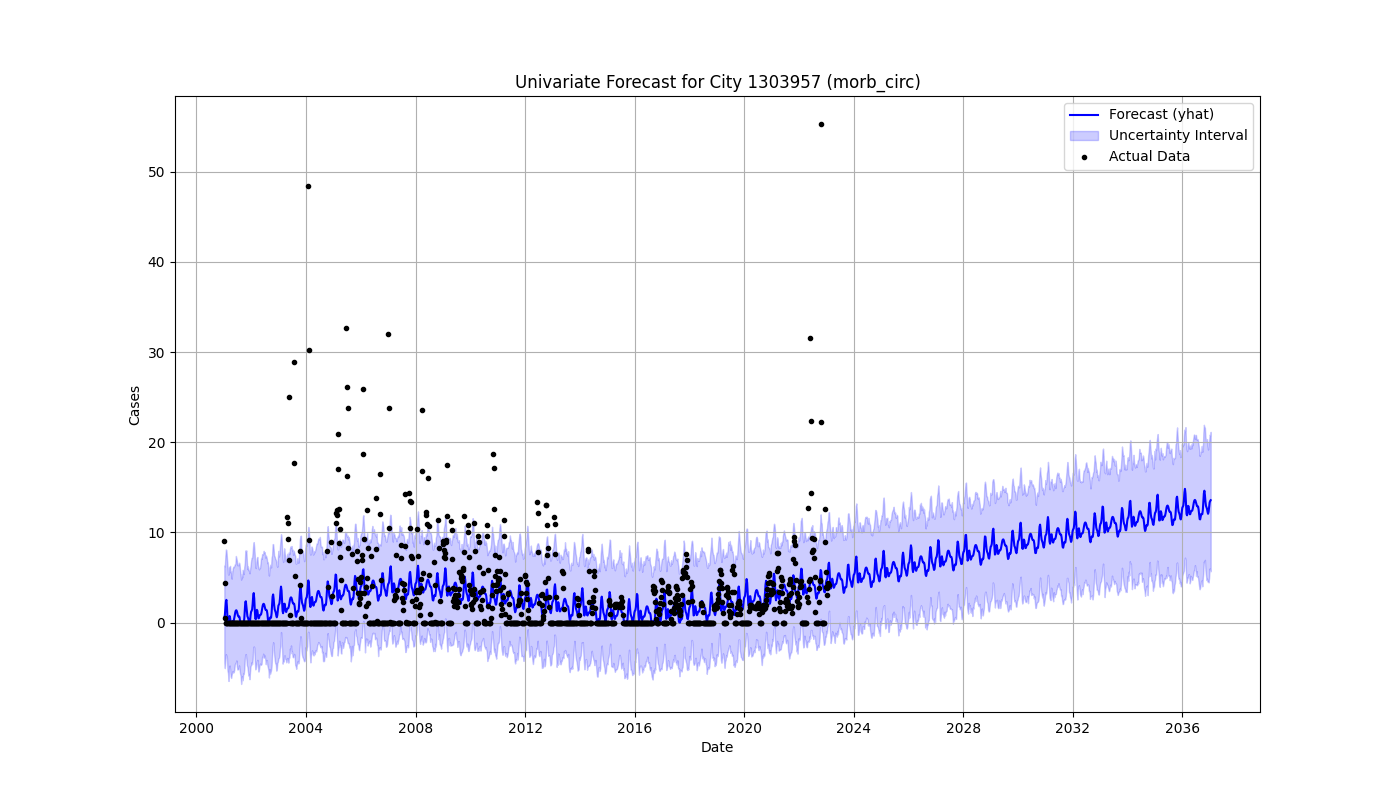 Univariate Forecast for City 1303957 (morb_circ)
Forecast (yhat)
Uncertainty Interval
Actual Data
Cases
50
40
30
20
10
0
2000 2004 2008 2012 2016 2020 2024 2028 2032 2036
Date